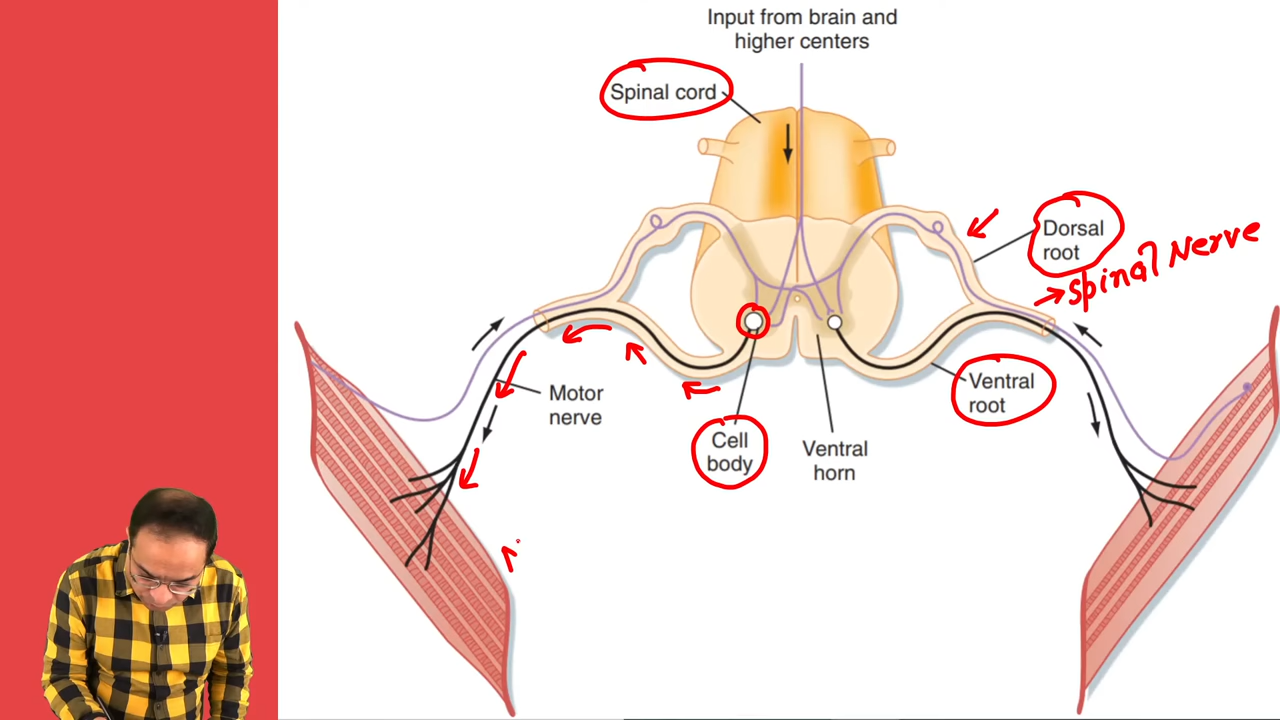 Input from brain and
higher centers
Spinal cord
Dorsal
root
Spinal Nerve
Motor
nerve
Ventral
root
Cell
body
Ventral
horn